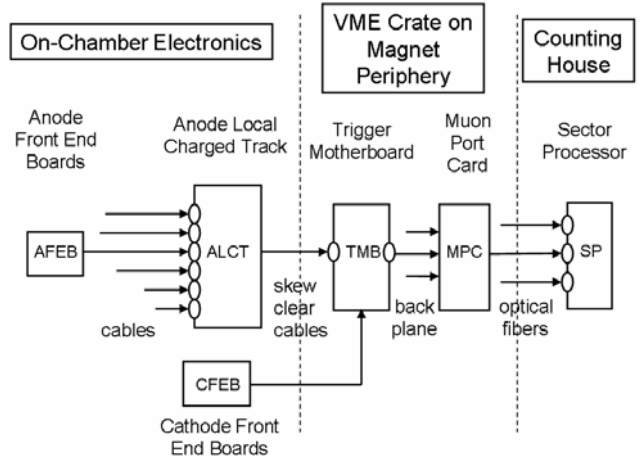 On-Chamber Electronics
VME Crate on
Magnet
Periphery
Counting
House
Anode
Front End
Boards
Anode Local
Charged Track
Trigger
Motherboard
Muon
Port
Card
Sector
Processor
AFEB
ALCT
TMB
MPC
SP
cables
skew
clear
cables
back
plane
optical
fibers
CFEB
Cathode Front
End Boards